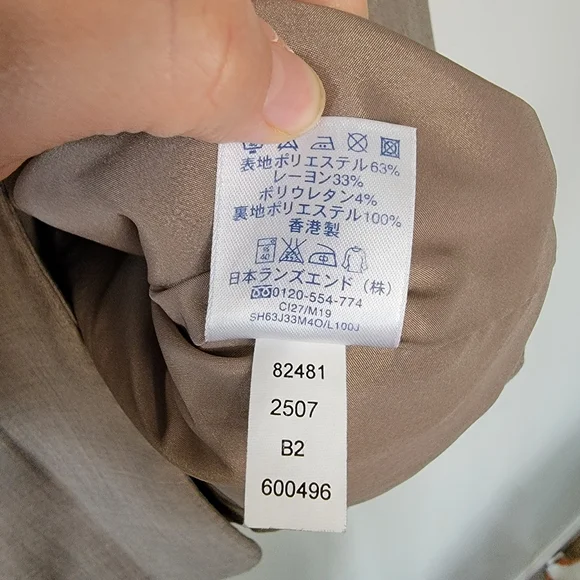 表地ポリエステル63%
レーヨン33%
ポリウレタン4%
裏地ポリエステル100%
香港製
日本ランズエンド（株）
0120-554-774
CI27/M19
SH63J33M4O/L100J
82481
2507
B2
600496